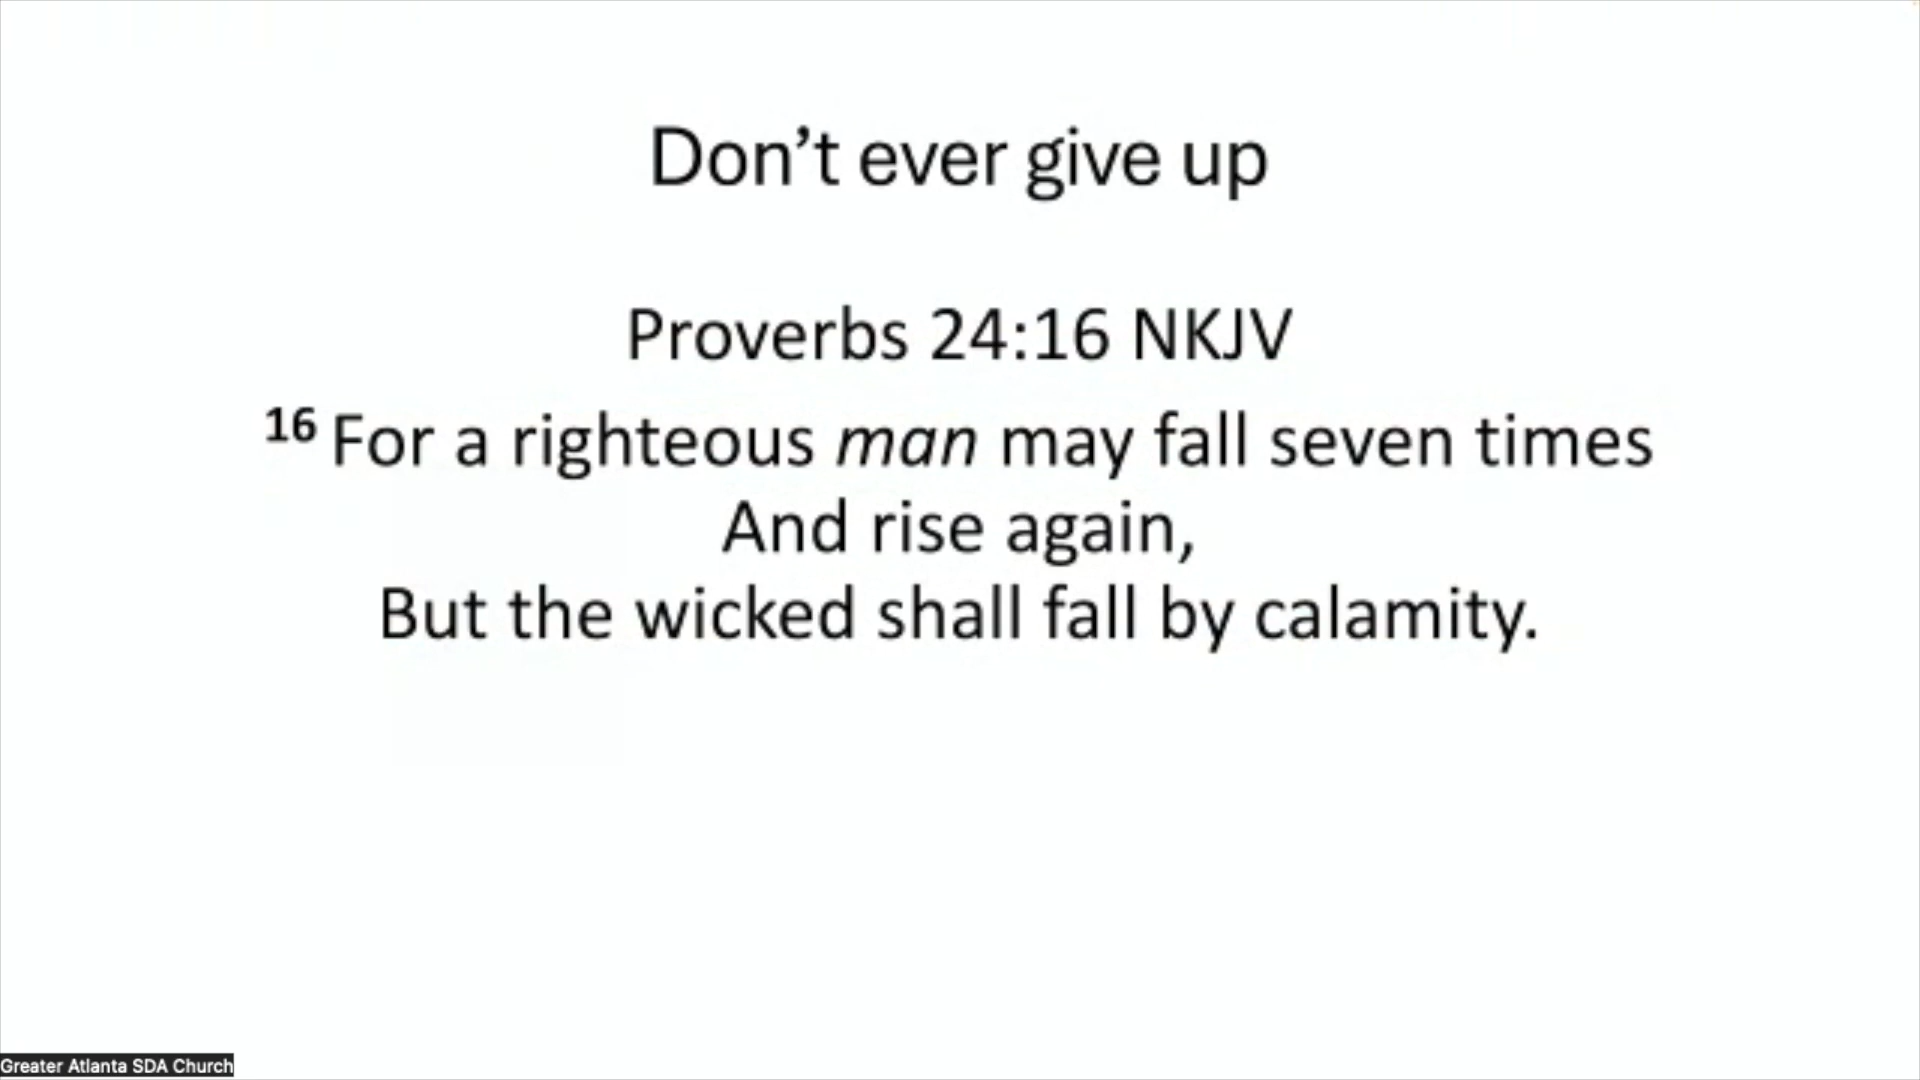 Don’t ever give up
Proverbs 24:16 NKJV
16 For a righteous man may fall seven times
And rise again,
But the wicked shall fall by calamity.
Greater Atlanta SDA Church